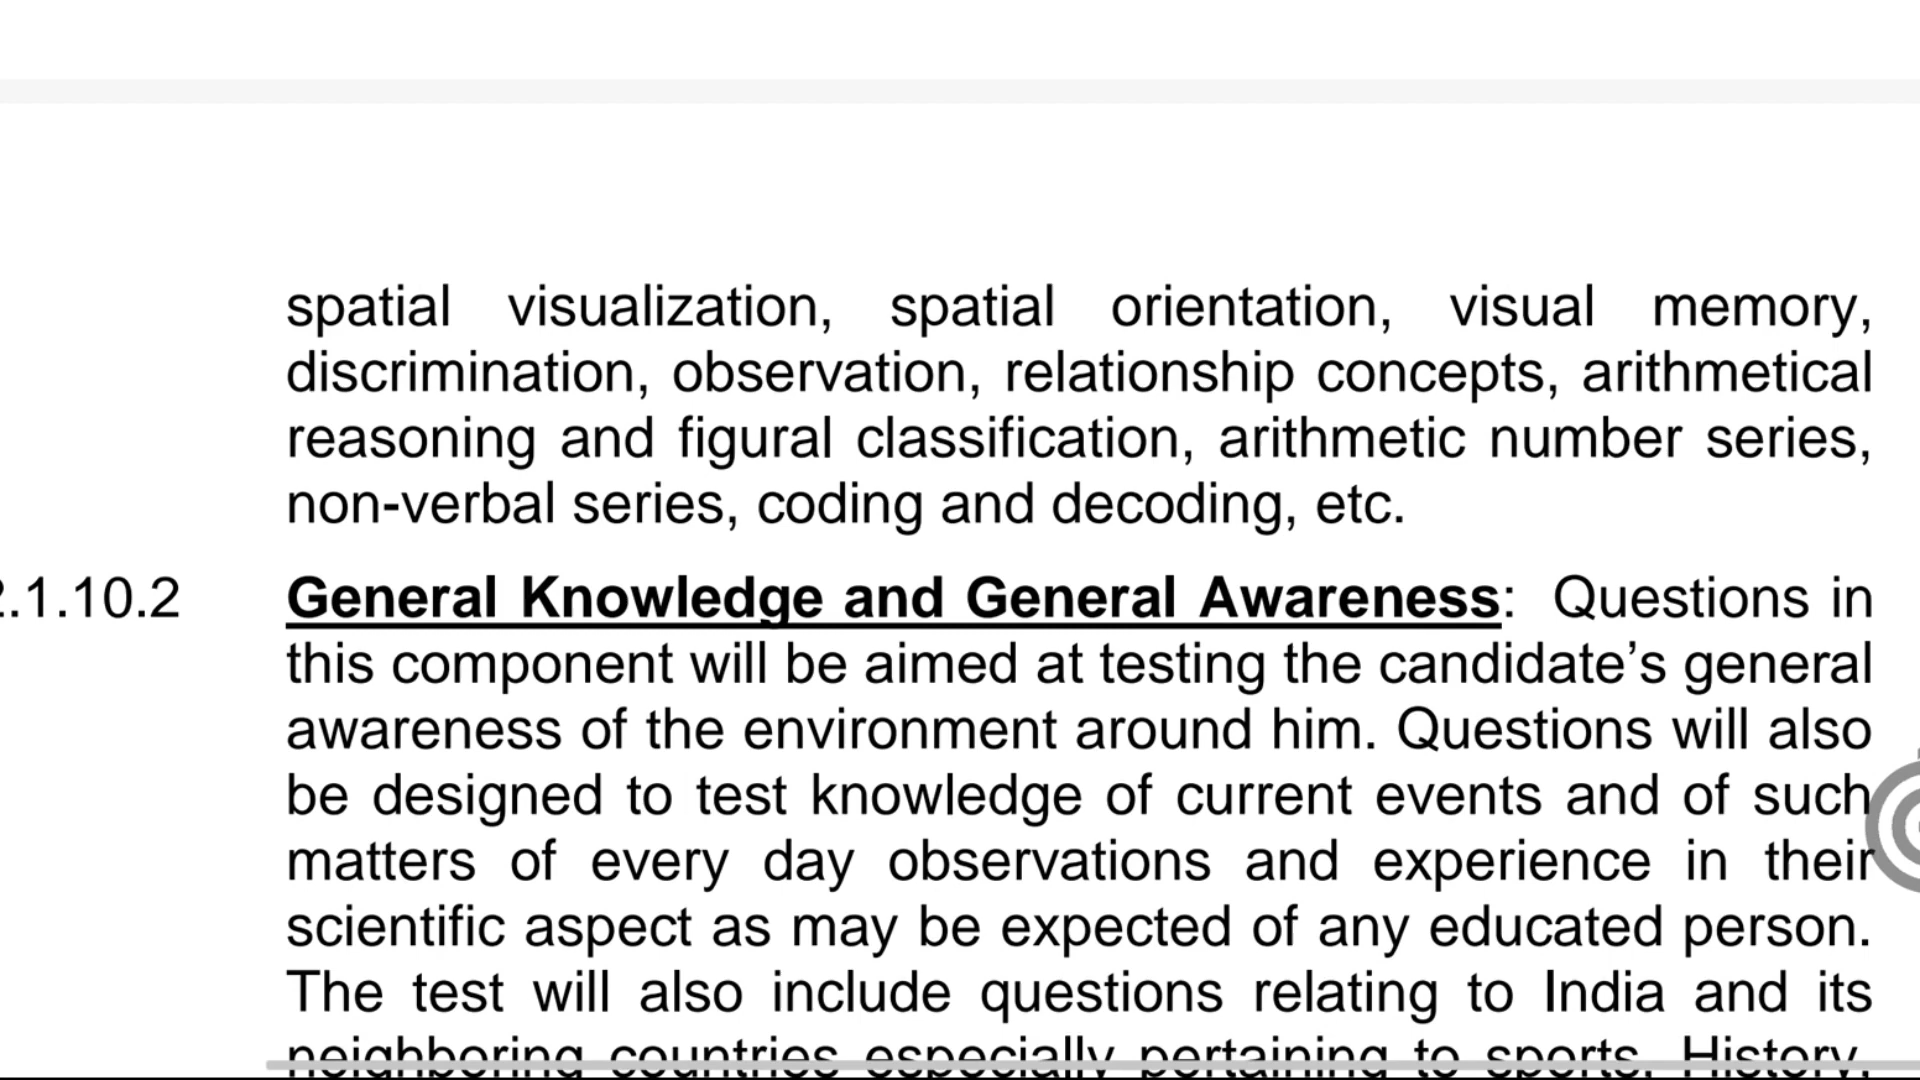 spatial visualization, spatial orientation, visual memory,
discrimination, observation, relationship concepts, arithmetical
reasoning and figural classification, arithmetic number series,
non-verbal series, coding and decoding, etc.
.1.10.2 General Knowledge and General Awareness: Questions in
this component will be aimed at testing the candidate’s general
awareness of the environment around him. Questions will also
be designed to test knowledge of current events and of such
matters of every day observations and experience in their
scientific aspect as may be expected of any educated person.
The test will also include questions relating to India and its
neighboring countries especially pertaining to sports, History,